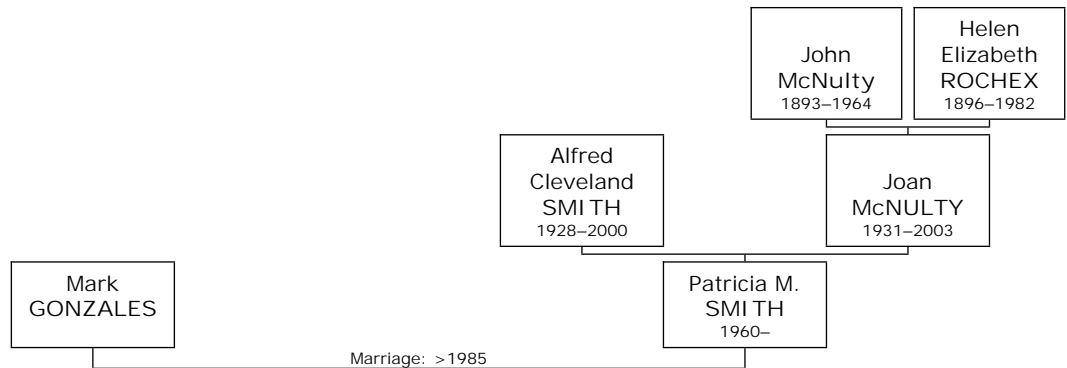 John
McNulty
1893–1964
Helen
Elizabeth
ROCHEX
1896–1982
Alfred
Cleveland
SMITH
1928–2000
Joan
McNULTY
1931–2003
Mark
GONZALES
Patricia M.
SMITH
1960–
Marriage: >1985